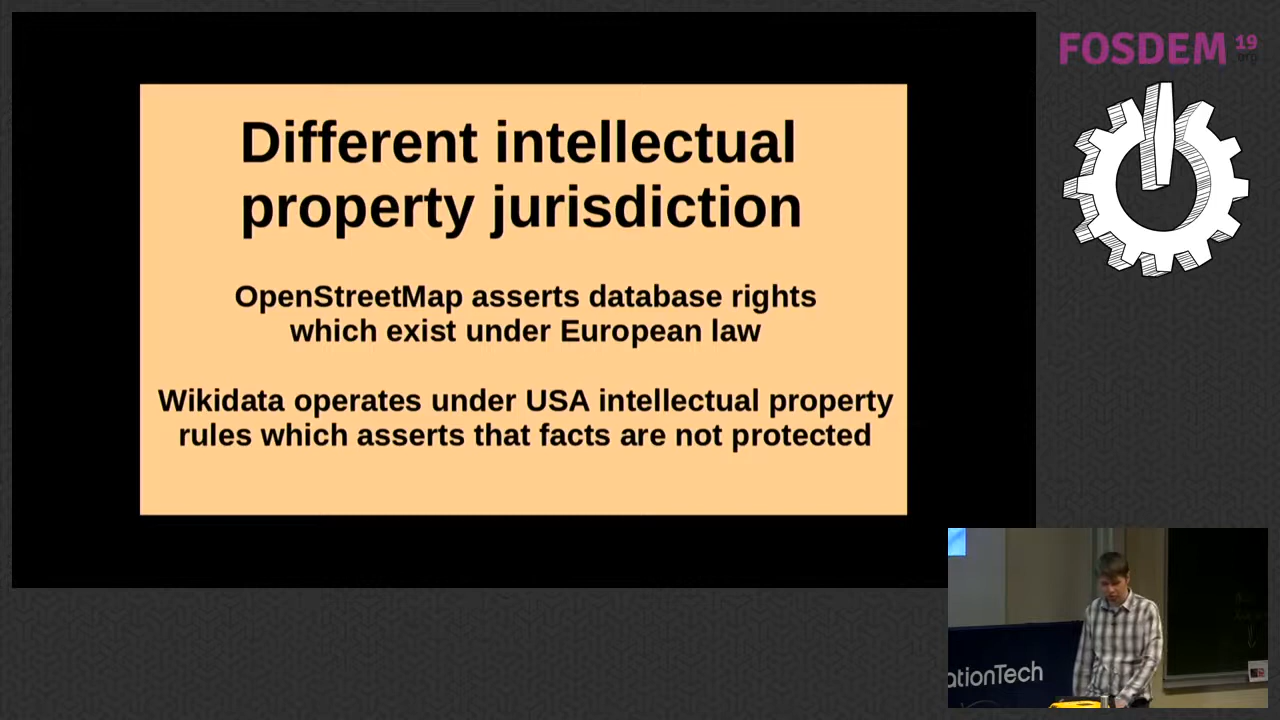 FOSDEM 19
.org
Different intellectual
property jurisdiction
OpenStreetMap asserts database rights
which exist under European law
Wikidata operates under USA intellectual property
rules which asserts that facts are not protected
ationTech